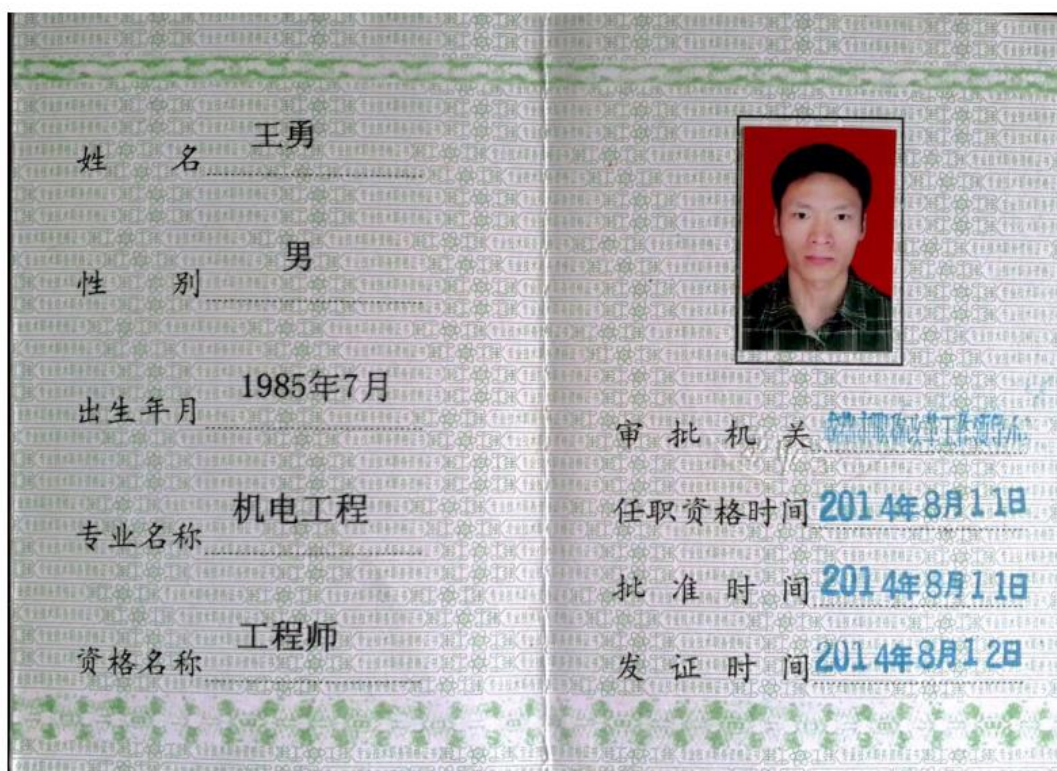 姓 名 王勇
性 别 男
出生年月 1985年7月
专业名称 机电工程
资格名称 工程师
审 批 机 关
任职资格时间 2014年8月11日
批 准 时 间 2014年8月11日
发 证 时 间 2014年8月12日